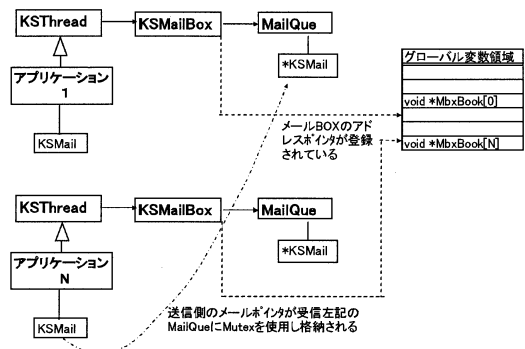 KSThread
KSMailBox
MailQue
*KSMail
アプリケーション
1
KSMail
グローバル変数領域
void *MbxBook[0]
void *MbxBook[N]
メールBOXのアド
レスポインタが登録
されている
KSThread
KSMailBox
MailQue
*KSMail
アプリケーション
N
KSMail
送信側のメールポインタが受信左記の
MailQueにMutexを使用し格納される